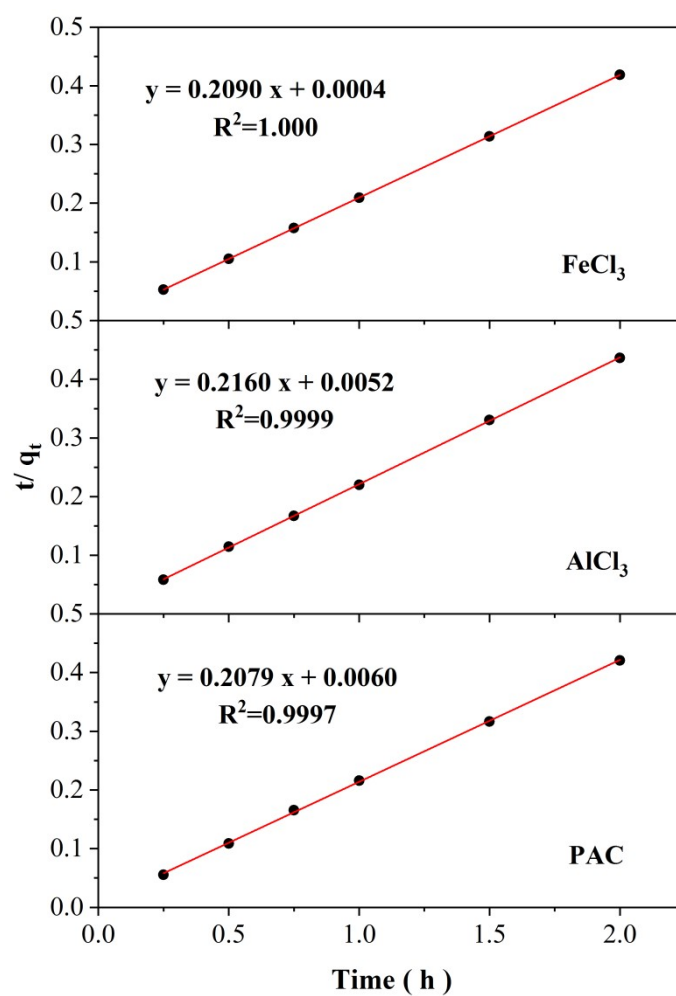 0.5
0.4
0.3
0.2
0.1
y = 0.2090 x + 0.0004
R²=1.000
FeCl₃
0.5
0.4
0.3
0.2
0.1
y = 0.2160 x + 0.0052
R²=0.9999
AlCl₃
t/ qₜ
0.5
0.4
0.3
0.2
0.1
0.0
y = 0.2079 x + 0.0060
R²=0.9997
PAC
0.0 0.5 1.0 1.5 2.0
Time ( h )